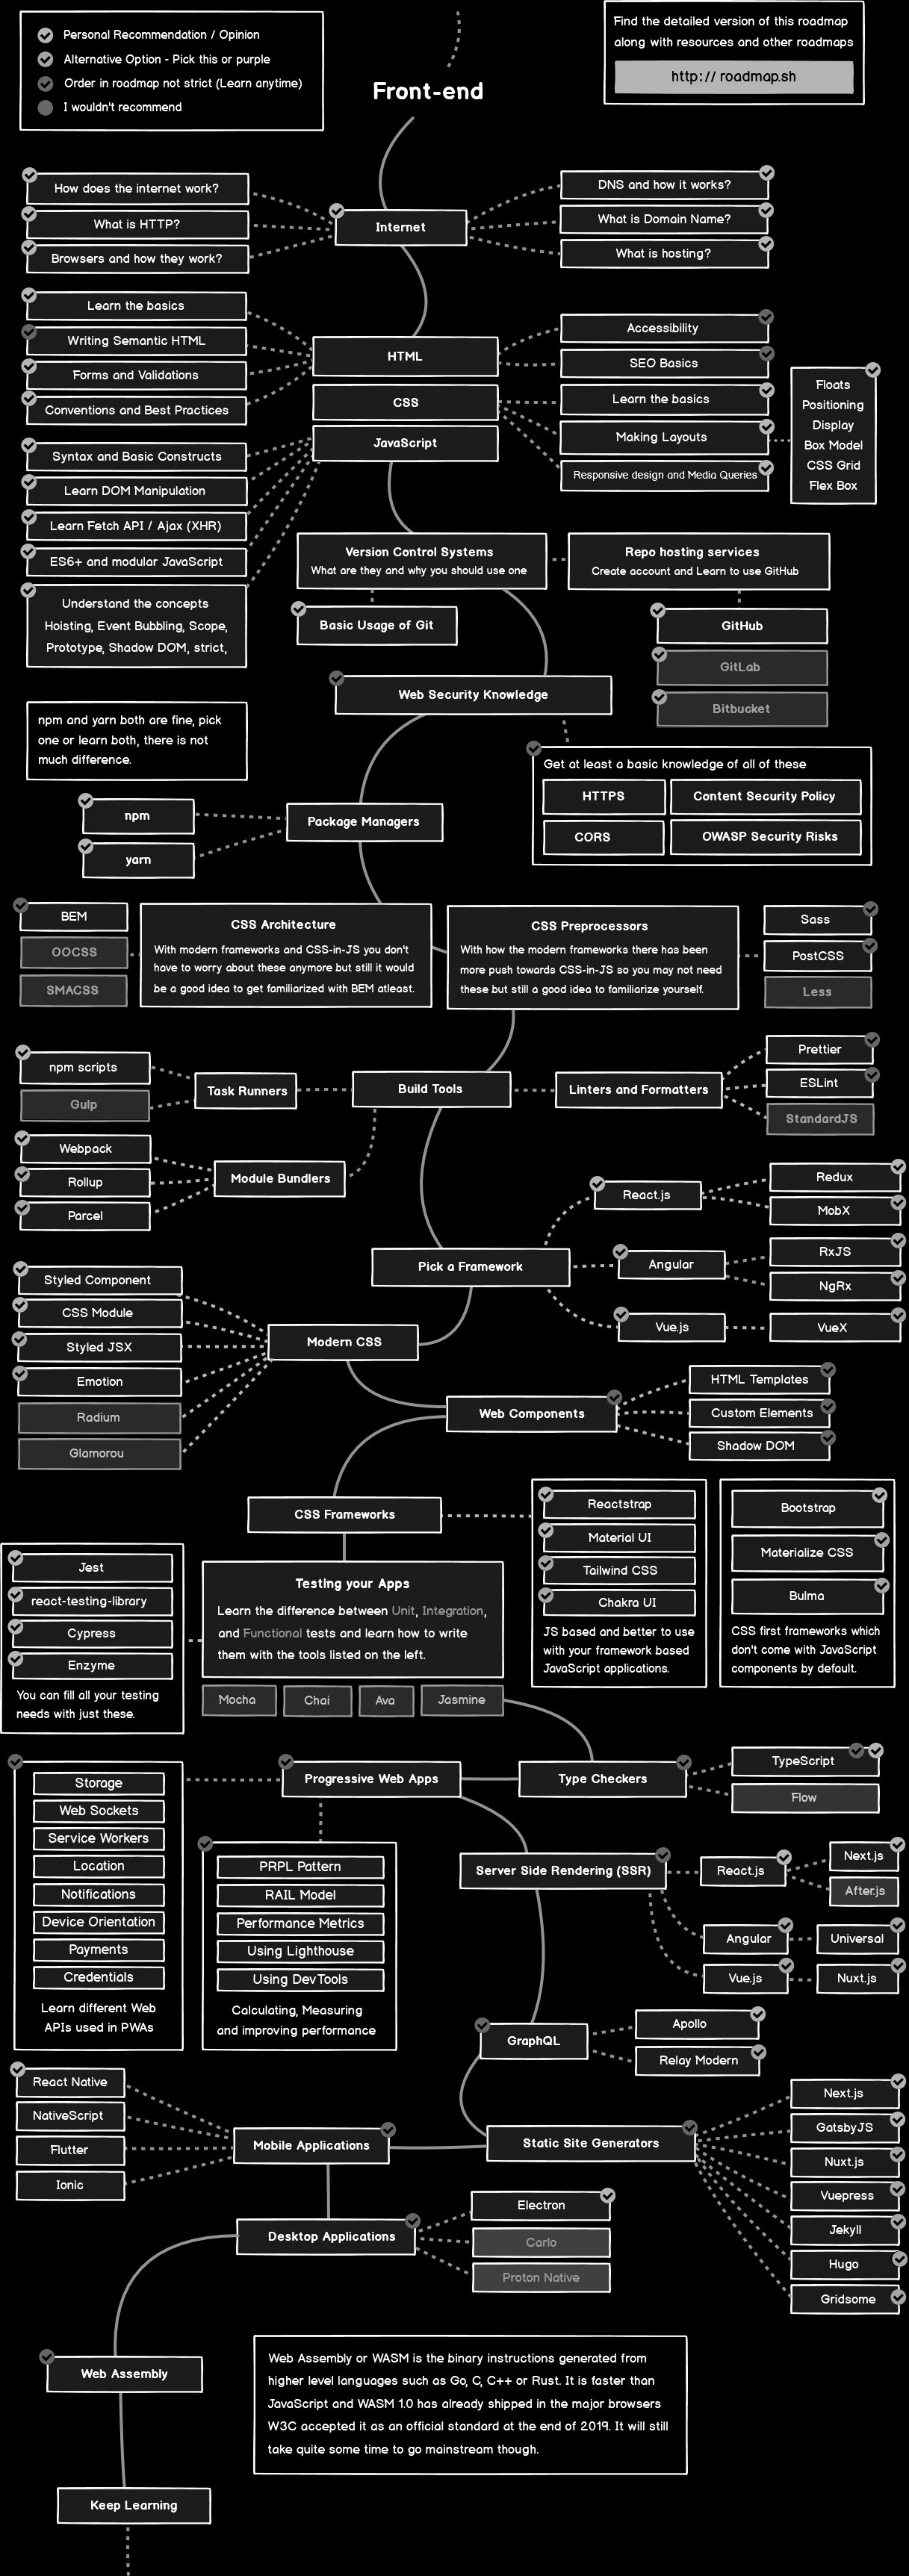 Personal Recommendation / Opinion
Alternative Option - Pick this or purple
Order in roadmap not strict (Learn anytime)
I wouldn't recommend
Front-end
Find the detailed version of this roadmap
along with resources and other roadmaps
http:// roadmap.sh
How does the internet work?
What is HTTP?
Browsers and how they work?
Internet
DNS and how it works?
What is Domain Name?
What is hosting?
Learn the basics
Writing Semantic HTML
Forms and Validations
Conventions and Best Practices
HTML
CSS
JavaScript
Accessibility
SEO Basics
Learn the basics
Making Layouts
Responsive design and Media Queries
Floats
Positioning
Display
Box Model
CSS Grid
Flex Box
Syntax and Basic Constructs
Learn DOM Manipulation
Learn Fetch API / Ajax (XHR)
ES6+ and modular JavaScript
Understand the concepts
Hoisting, Event Bubbling, Scope,
Prototype, Shadow DOM, strict,
Version Control Systems
What are they and why you should use one
Basic Usage of Git
Repo hosting services
Create account and Learn to use GitHub
GitHub
GitLab
Bitbucket
Web Security Knowledge
Get at least a basic knowledge of all of these
HTTPS
Content Security Policy
CORS
OWASP Security Risks
npm and yarn both are fine, pick
one or learn both, there is not
much difference.
npm
yarn
Package Managers
BEM
OOCSS
SMACSS
CSS Architecture
With modern frameworks and CSS-in-JS you don't
have to worry about these anymore but still it would
be a good idea to get familiarized with BEM atleast.
CSS Preprocessors
With how the modern frameworks there has been
more push towards CSS-in-JS so you may not need
these but still a good idea to familiarize yourself.
Sass
PostCSS
Less
npm scripts
Gulp
Task Runners
Build Tools
Linters and Formatters
Prettier
ESLint
StandardJS
Webpack
Rollup
Parcel
Module Bundlers
Pick a Framework
React.js
Redux
MobX
Angular
RxJS
NgRx
Vue.js
VueX
Styled Component
CSS Module
Styled JSX
Emotion
Radium
Glamorou
Modern CSS
Web Components
HTML Templates
Custom Elements
Shadow DOM
CSS Frameworks
Reactstrap
Material UI
Tailwind CSS
Chakra UI
JS based and better to use
with your framework based
JavaScript applications.
Bootstrap
Materialize CSS
Bulma
CSS first frameworks which
don't come with JavaScript
components by default.
Jest
react-testing-library
Cypress
Enzyme
You can fill all your testing
needs with just these.
Testing your Apps
Learn the difference between Unit, Integration,
and Functional tests and learn how to write
them with the tools listed on the left.
Mocha
Chai
Ava
Jasmine
Progressive Web Apps
Type Checkers
TypeScript
Flow
Storage
Web Sockets
Service Workers
Location
Notifications
Device Orientation
Payments
Credentials
Learn different Web
APIs used in PWAs
PRPL Pattern
RAIL Model
Performance Metrics
Using Lighthouse
Using DevTools
Calculating, Measuring
and improving performance
Server Side Rendering (SSR)
React.js
Next.js
After.js
Angular
Universal
Vue.js
Nuxt.js
GraphQL
Apollo
Relay Modern
React Native
NativeScript
Flutter
Ionic
Mobile Applications
Static Site Generators
Next.js
GatsbyJS
Nuxt.js
Vuepress
Jekyll
Hugo
Gridsome
Desktop Applications
Electron
Carlo
Proton Native
Web Assembly
Web Assembly or WASM is the binary instructions generated from
higher level languages such as Go, C, C++ or Rust. It is faster than
JavaScript and WASM 1.0 has already shipped in the major browsers
W3C accepted it as an official standard at the end of 2019. It will still
take quite some time to go mainstream though.
Keep Learning